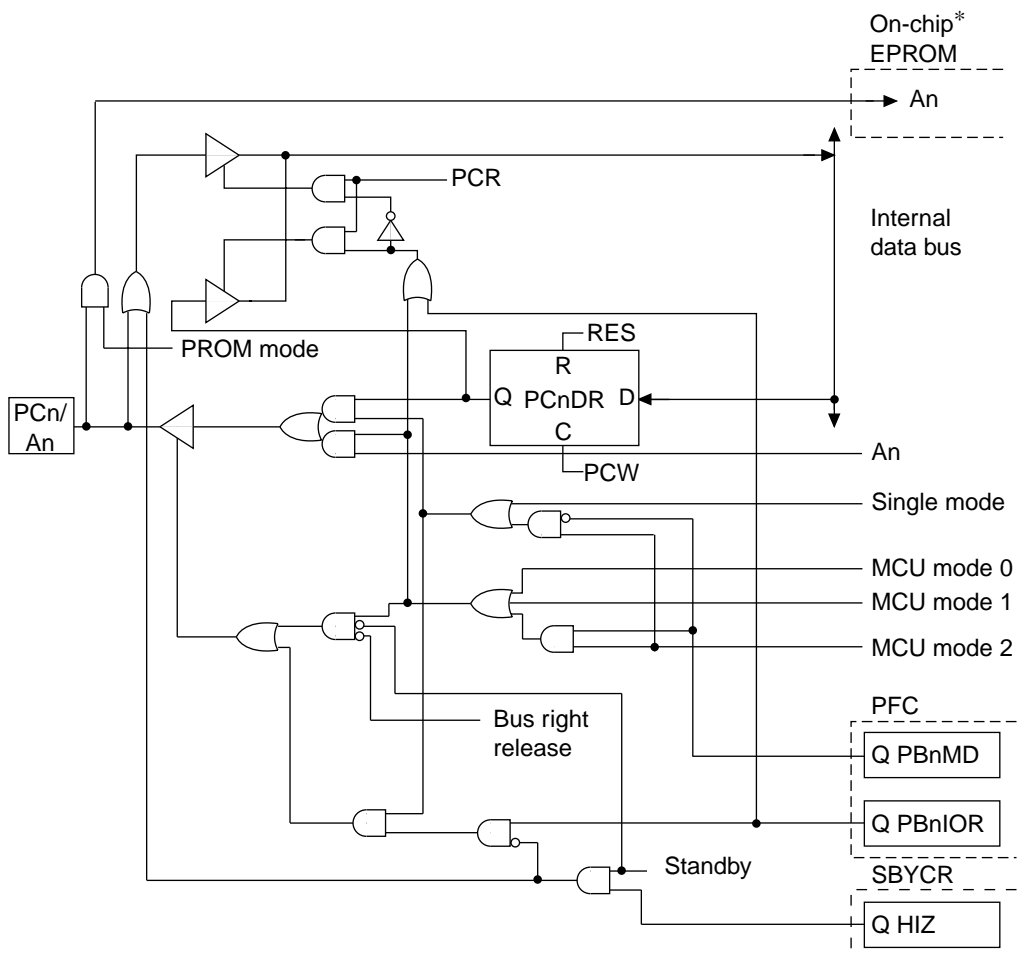 On-chip*
EPROM
An
PCR
Internal
data bus
PROM mode
RES
R
Q PCnDR D
C
PCW
PCn/
An
An
Single mode
MCU mode 0
MCU mode 1
MCU mode 2
Bus right
release
PFC
Q PBnMD
Q PBnIOR
Standby
SBYCR
Q HIZ